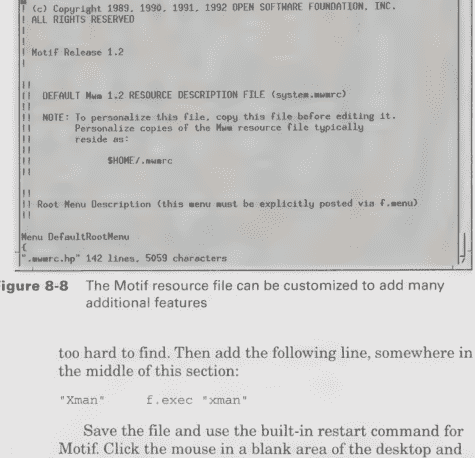 ! (c) Copyright 1989, 1990, 1991, 1992 OPEN SOFTWARE FOUNDATION, INC.
! ALL RIGHTS RESERVED
!
!
! Motif Release 1.2
!
!!
!!  DEFAULT Mwm 1.2 RESOURCE DESCRIPTION FILE (system.mwmrc)
!!
!!  NOTE: To personalize this file, copy this file before editing it.
!!        Personalize copies of the Mwm resource file typically
!!        reside as:
!!
!!              $HOME/.mwmrc
!!
!!
!! Root Menu Description (this menu must be explicitly posted via f.menu)
!!
Menu DefaultRootMenu
{
".mwmrc.hp" 142 lines, 5059 characters
Figure 8-8 The Motif resource file can be customized to add many
additional features
too hard to find. Then add the following line, somewhere in
the middle of this section:
"Xman" f.exec "xman"
Save the file and use the built-in restart command for
Motif. Click the mouse in a blank area of the desktop and